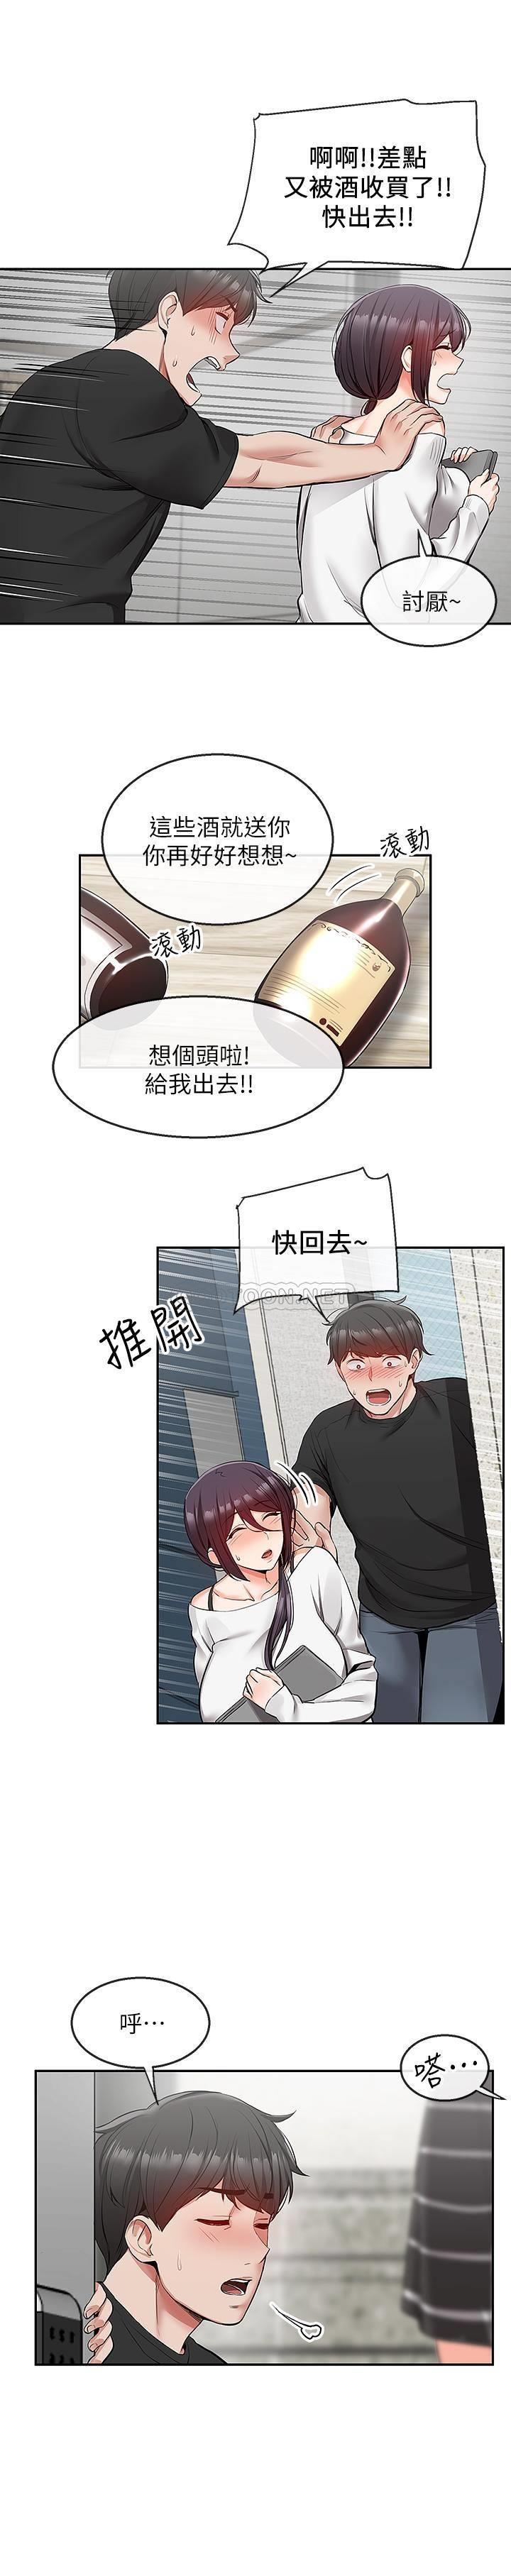 啊啊!!差點
又被酒收買了!!
快出去!!
討厭~
這些酒就送你
你再好好想想~
滾動
滾動
想個頭啦!
給我出去!!
快回去~
推開
呼⋯
嗒⋯